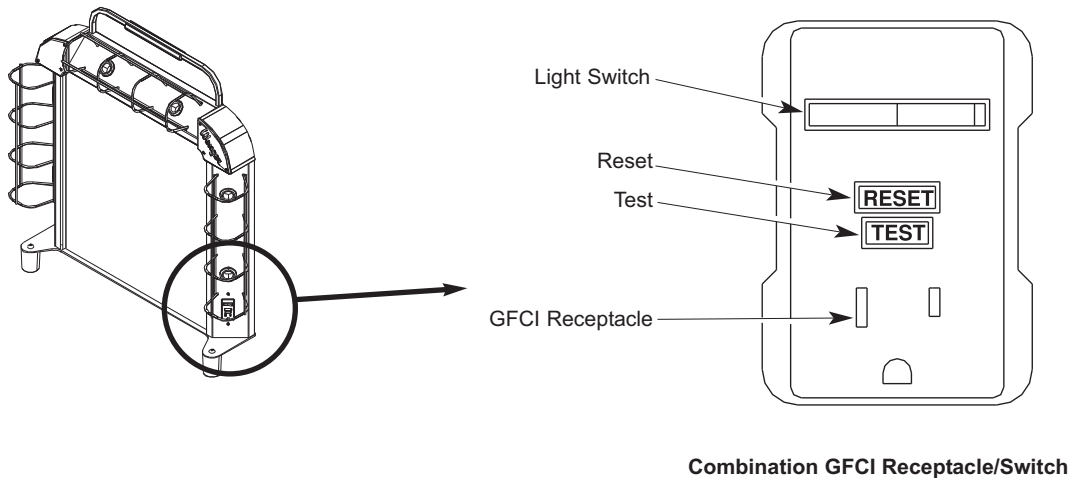 Light Switch
Reset
Test
RESET
TEST
GFCI Receptacle
Combination GFCI Receptacle/Switch